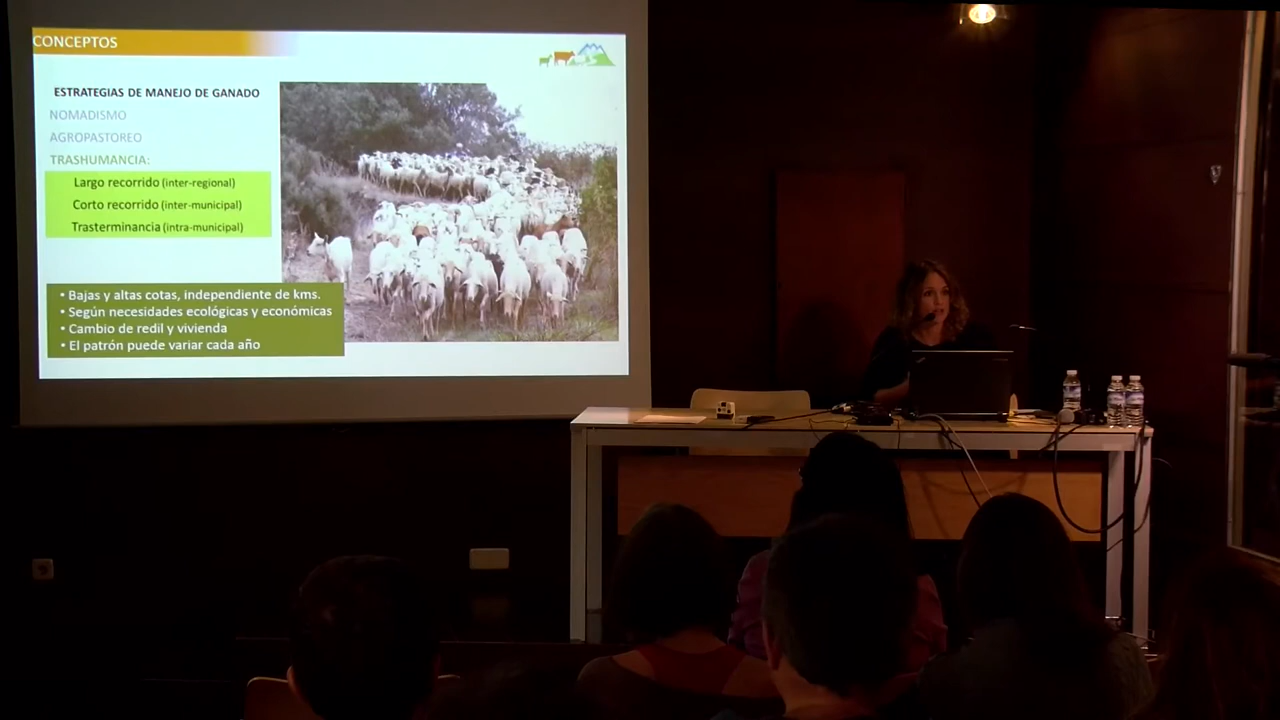 CONCEPTOS
ESTRATEGIAS DE MANEJO DE GANADO
NOMADISMO
AGROPASTOREO
TRASHUMANCIA:
Largo recorrido (inter-regional)
Corto recorrido (inter-municipal)
Trasterminancia (intra-municipal)
• Bajas y altas cotas, independiente de kms.
• Según necesidades ecológicas y económicas
• Cambio de redil y vivienda
• El patrón puede variar cada año